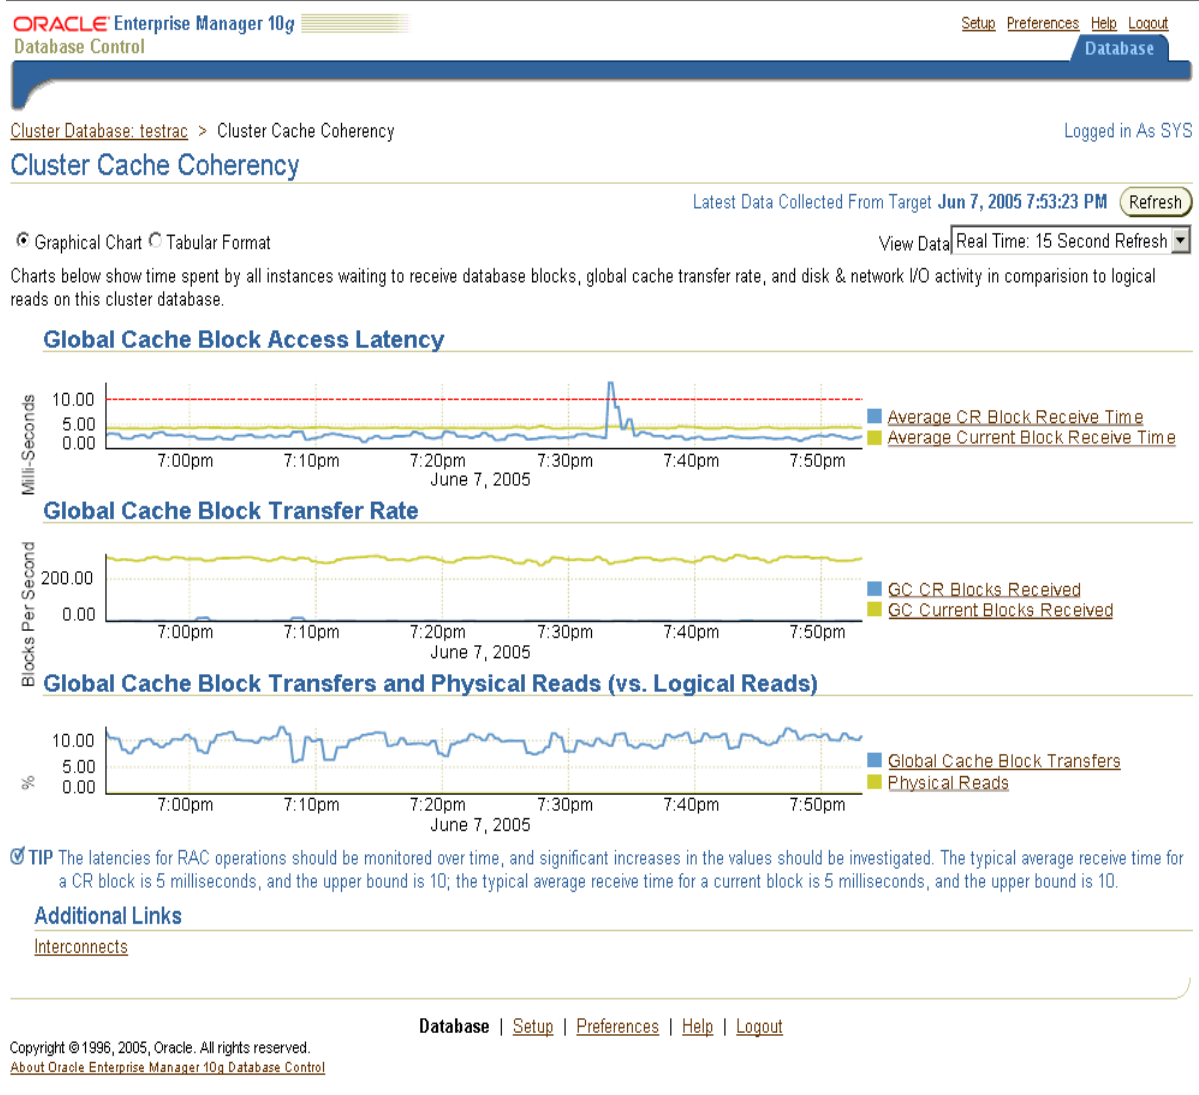 ORACLE Enterprise Manager 10g
Database Control
Setup Preferences Help Logout
Database
Cluster Database: testrac > Cluster Cache Coherency
Logged in As SYS
Cluster Cache Coherency
Latest Data Collected From Target Jun 7, 2005 7:53:23 PM Refresh
Graphical Chart Tabular Format
View Data Real Time: 15 Second Refresh
Charts below show time spent by all instances waiting to receive database blocks, global cache transfer rate, and disk & network I/O activity in comparision to logical
reads on this cluster database.
Global Cache Block Access Latency
Milli-Seconds
10.00
5.00
0.00
7:00pm 7:10pm 7:20pm 7:30pm 7:40pm 7:50pm
June 7, 2005
Average CR Block Receive Time
Average Current Block Receive Time
Global Cache Block Transfer Rate
Blocks Per Second
200.00
0.00
7:00pm 7:10pm 7:20pm 7:30pm 7:40pm 7:50pm
June 7, 2005
GC CR Blocks Received
GC Current Blocks Received
Global Cache Block Transfers and Physical Reads (vs. Logical Reads)
%
10.00
5.00
0.00
7:00pm 7:10pm 7:20pm 7:30pm 7:40pm 7:50pm
June 7, 2005
Global Cache Block Transfers
Physical Reads
TIP The latencies for RAC operations should be monitored over time, and significant increases in the values should be investigated. The typical average receive time for
a CR block is 5 milliseconds, and the upper bound is 10; the typical average receive time for a current block is 5 milliseconds, and the upper bound is 10.
Additional Links
Interconnects
Database | Setup | Preferences | Help | Logout
Copyright © 1996, 2005, Oracle. All rights reserved.
About Oracle Enterprise Manager 10g Database Control